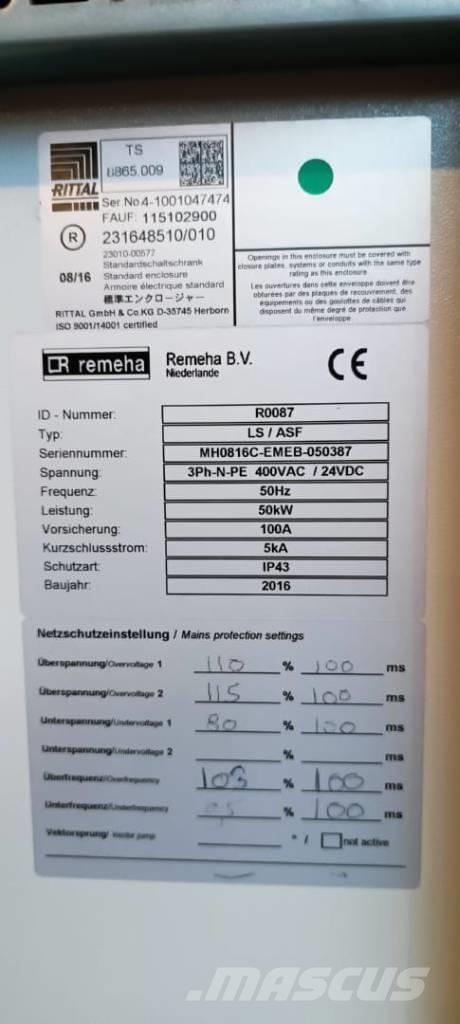 RITTAL
TS
8865.009
Ser.No 4-1001047474
FAUF: 115102900
R
231648510/010
23010-00577
08/16
Standardschaltschrank
Standard enclosure
Armoire électrique standard
標準エンクロージャー
RITTAL GmbH & Co.KG D-35745 Herborn
ISO 9001/14001 certified
Openings in this enclosure must be covered with
closure plates, systems or conduits with the same type
rating as this enclosure
Les ouvertures dans cette enveloppe doivent être
obturées par des plaques de recouvrement, des
équipements ou des goulottes de câbles qui
disposent du même degré de protection que
l'enveloppe
remeha
Remeha B.V.
Niederlande
CE
ID - Nummer: R0087
Typ: LS / ASF
Seriennummer: MH0816C-EMEB-050387
Spannung: 3Ph-N-PE 400VAC / 24VDC
Frequenz: 50Hz
Leistung: 50kW
Vorsicherung: 100A
Kurzschlussstrom: 5kA
Schutzart: IP43
Baujahr: 2016
Netzschutzeinstellung / Mains protection settings
Überspannung/Overvoltage 1 110 % 100 ms
Überspannung/Overvoltage 2 115 % 100 ms
Unterspannung/Undervoltage 1 80 % 100 ms
Unterspannung/Undervoltage 2 % ms
Überfrequenz/Overfrequency 103 % 100 ms
Unterfrequenz/Underfrequency % 100 ms
Vektorsprung/ Vector jump ° / not active
MASCUS